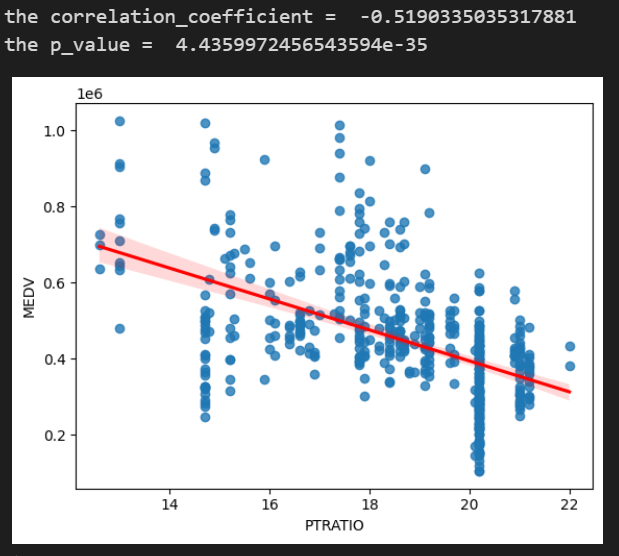 the correlation_coefficient =  -0.5190335035317881
the p_value =  4.4359972456543594e-35
1e6
1.0
0.8
0.6
0.4
0.2
MEDV
14 16 18 20 22
PTRATIO